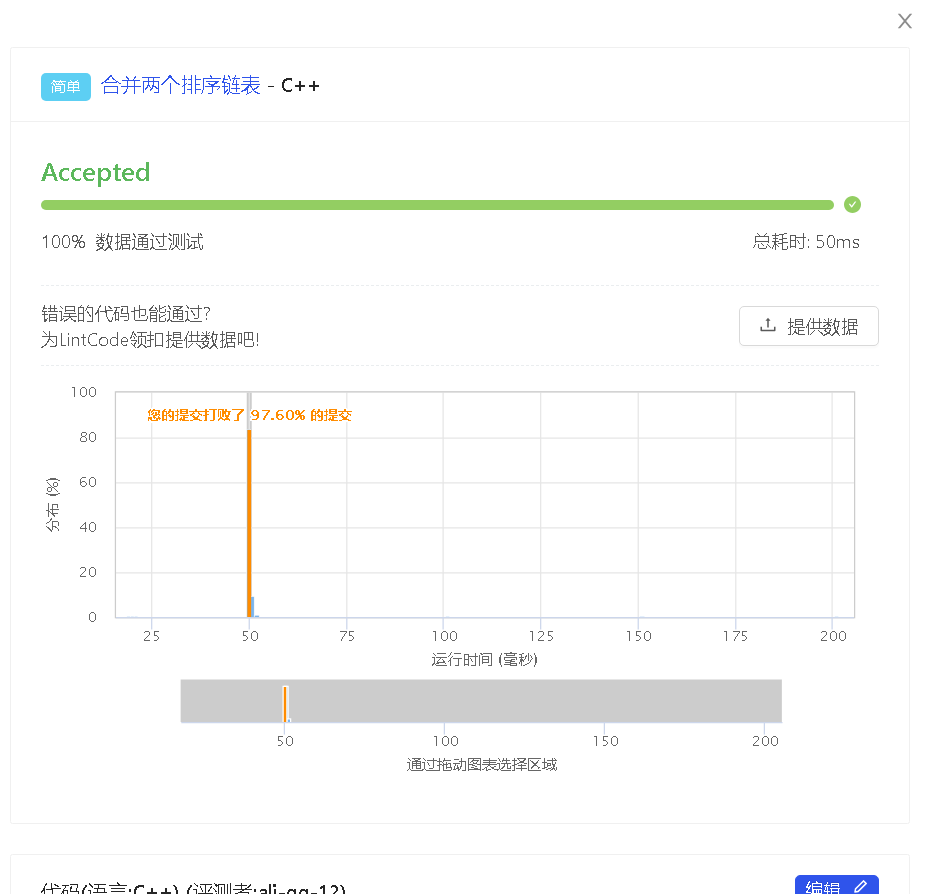 简单 合并两个排序链表 - C++
Accepted
100% 数据通过测试 总耗时: 50ms
错误的代码也能通过?
为LintCode领扣提供数据吧!
提供数据
您的提交打败了 97.60% 的提交
分布 (%)
100
80
60
40
20
0
25 50 75 100 125 150 175 200
运行时间 (毫秒)
50 100 150 200
通过拖动图表选择区域
代码(语言:C++) (评测者:ali-gg-12) 编辑